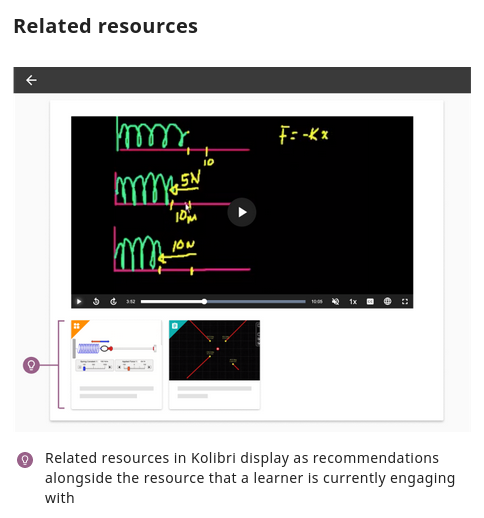 Related resources
F = -Kx
10
5N
10M
10N
3:52
10:05
1x
Related resources in Kolibri display as recommendations
alongside the resource that a learner is currently engaging
with